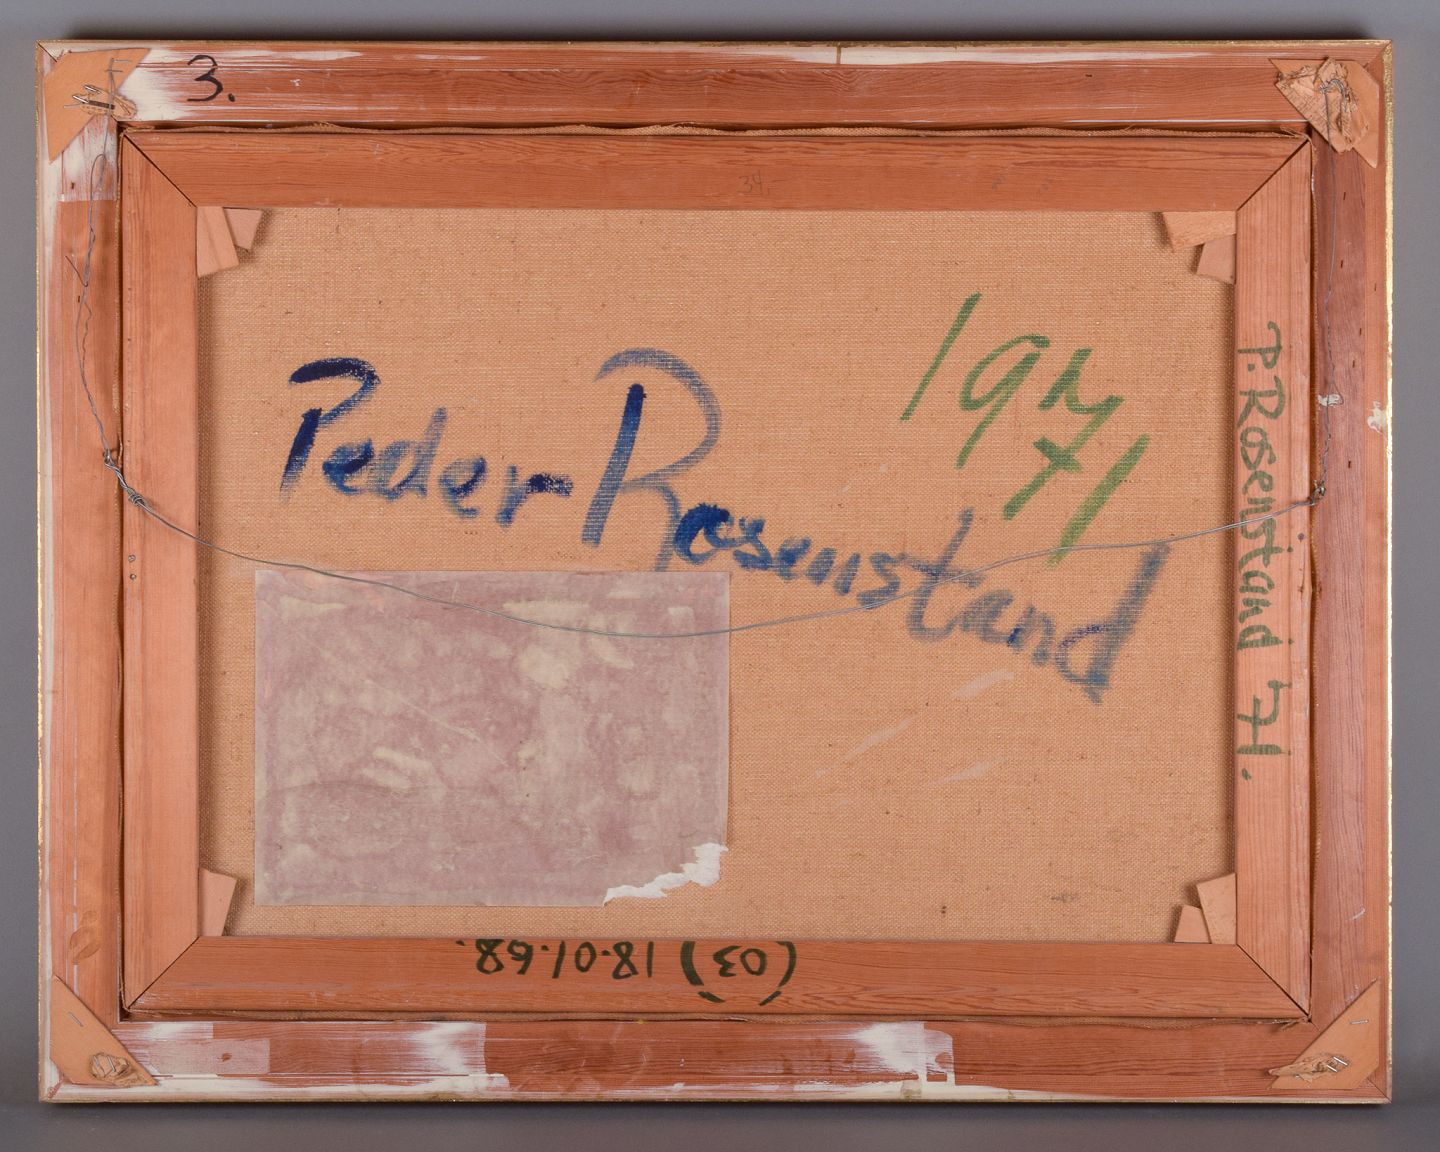 3.
34,-
1971
Peder Rosenstand
P. Rosenstand 71.
(03) 18.01.68.